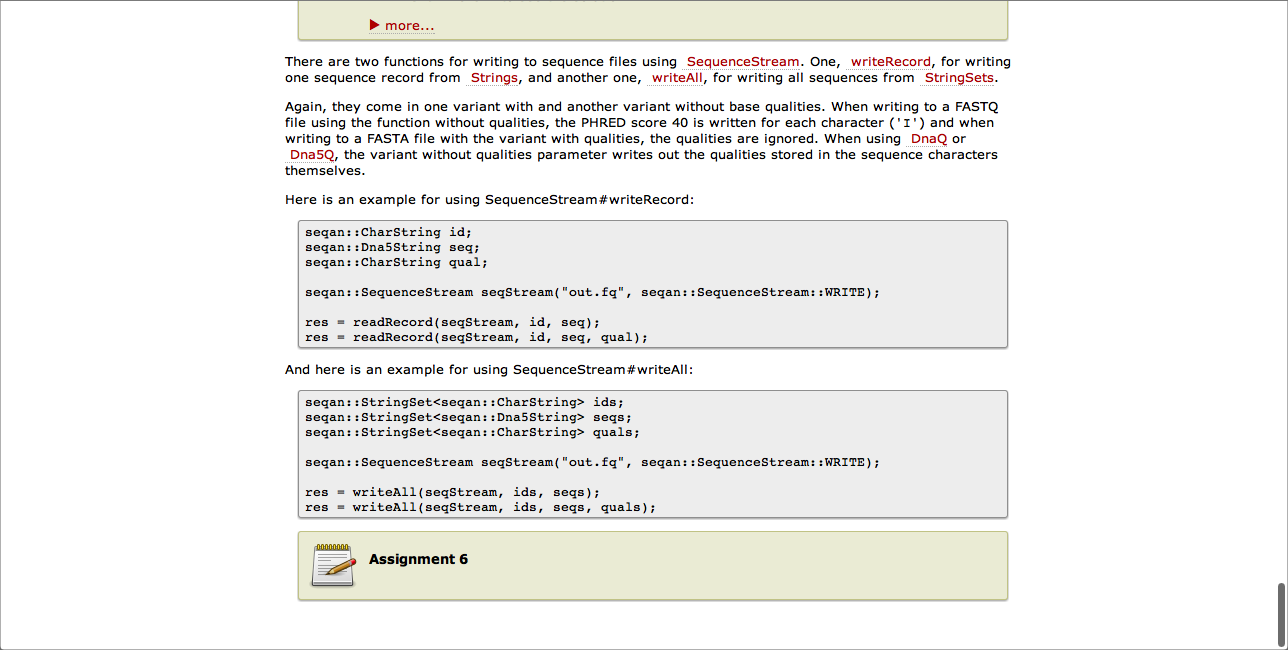 ▶ more...
There are two functions for writing to sequence files using SequenceStream. One, writeRecord, for writing
one sequence record from Strings, and another one, writeAll, for writing all sequences from StringSets.
Again, they come in one variant with and another variant without base qualities. When writing to a FASTQ
file using the function without qualities, the PHRED score 40 is written for each character ('I') and when
writing to a FASTA file with the variant with qualities, the qualities are ignored. When using DnaQ or
Dna5Q, the variant without qualities parameter writes out the qualities stored in the sequence characters
themselves.
Here is an example for using SequenceStream#writeRecord:
seqan::CharString id;
seqan::Dna5String seq;
seqan::CharString qual;
seqan::SequenceStream seqStream("out.fq", seqan::SequenceStream::WRITE);
res = readRecord(seqStream, id, seq);
res = readRecord(seqStream, id, seq, qual);
And here is an example for using SequenceStream#writeAll:
seqan::StringSet<seqan::CharString> ids;
seqan::StringSet<seqan::Dna5String> seqs;
seqan::StringSet<seqan::CharString> quals;
seqan::SequenceStream seqStream("out.fq", seqan::SequenceStream::WRITE);
res = writeAll(seqStream, ids, seqs);
res = writeAll(seqStream, ids, seqs, quals);
Assignment 6